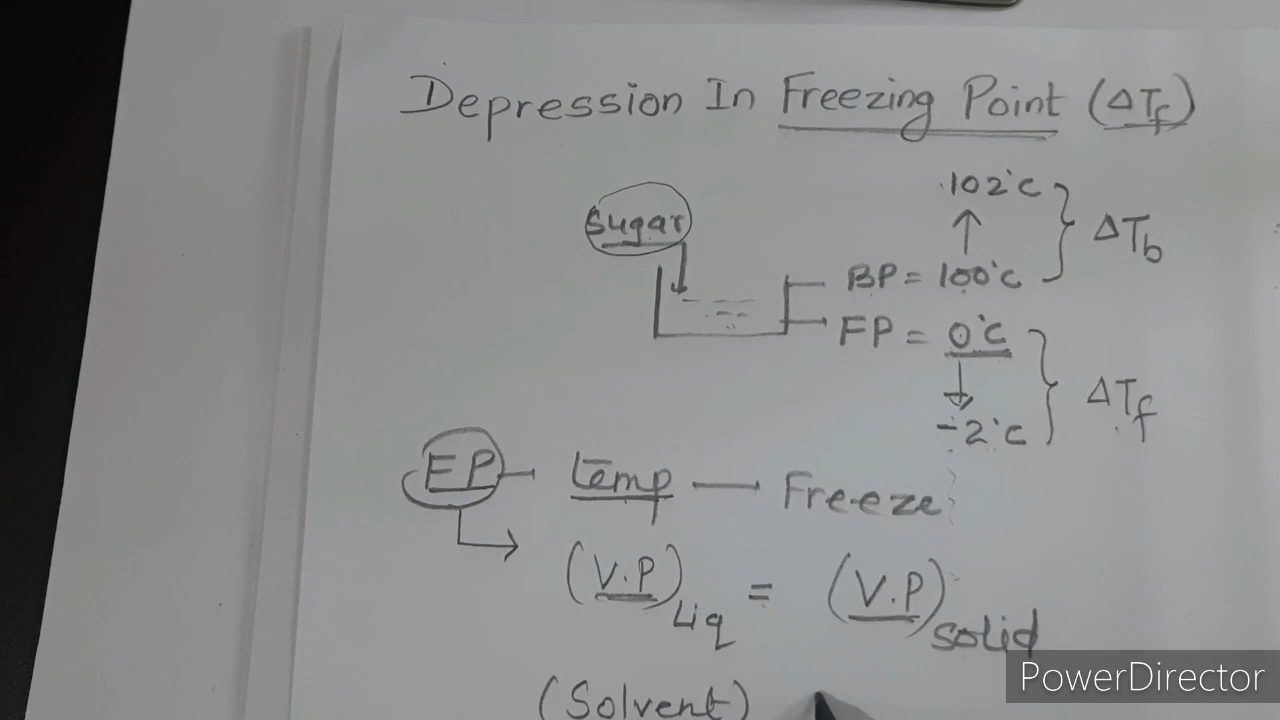 Depression In Freezing Point (ΔTf)
102°C
Sugar
ΔTb
BP = 100°C
FP = 0°C
ΔTf
-2°C
FP - temp - Freeze
(V.P)Liq = (V.P)solid
(Solvent)
PowerDirector